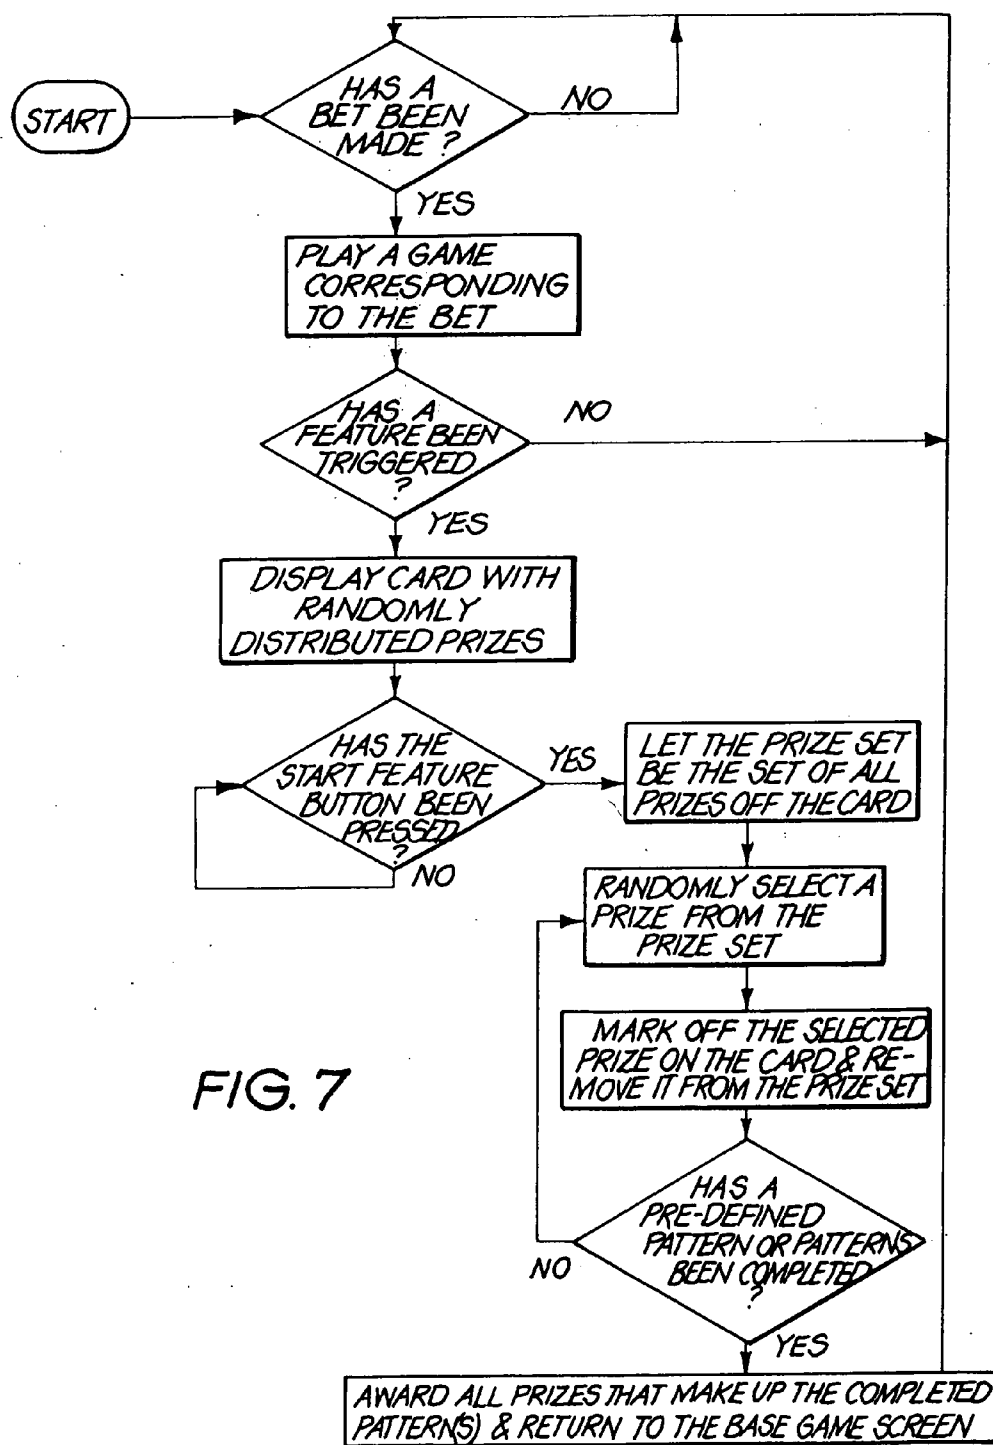 HAS A
BET BEEN
MADE ?
NO
START
YES
PLAY A GAME
CORRESPONDING
TO THE BET
HAS A
FEATURE BEEN
TRIGGERED
?
NO
YES
DISPLAY CARD WITH
RANDOMLY
DISTRIBUTED PRIZES
HAS THE
START FEATURE
BUTTON BEEN
PRESSED
?
YES
NO
LET THE PRIZE SET
BE THE SET OF ALL
PRIZES OFF THE CARD
RANDOMLY SELECT A
PRIZE FROM THE
PRIZE SET
MARK OFF THE SELECTED
PRIZE ON THE CARD & RE-
MOVE IT FROM THE PRIZE SET
FIG. 7
HAS A
PRE-DEFINED
PATTERN OR PATTERNS
BEEN COMPLETED
?
NO
YES
AWARD ALL PRIZES THAT MAKE UP THE COMPLETED
PATTERN(S) & RETURN TO THE BASE GAME SCREEN